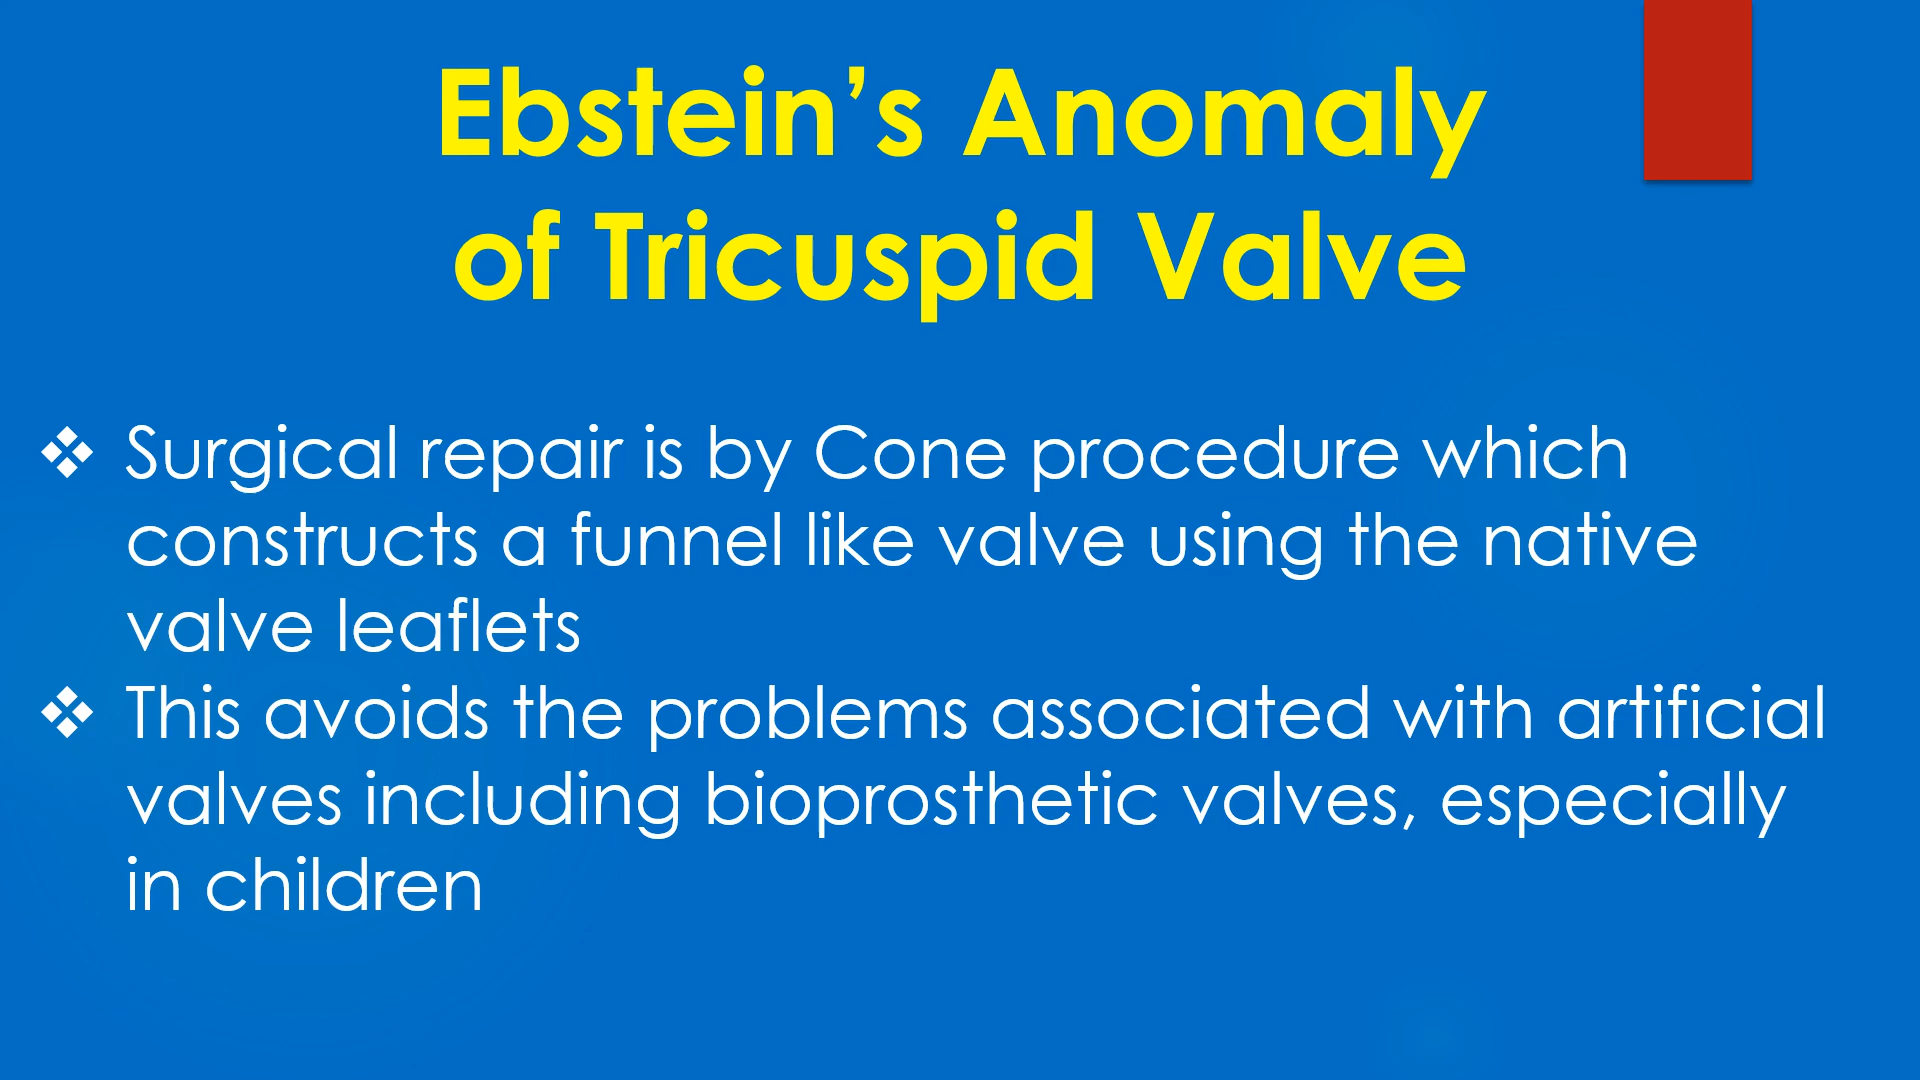 Ebstein’s Anomaly
of Tricuspid Valve
❖ Surgical repair is by Cone procedure which
constructs a funnel like valve using the native
valve leaflets
❖ This avoids the problems associated with artificial
valves including bioprosthetic valves, especially
in children